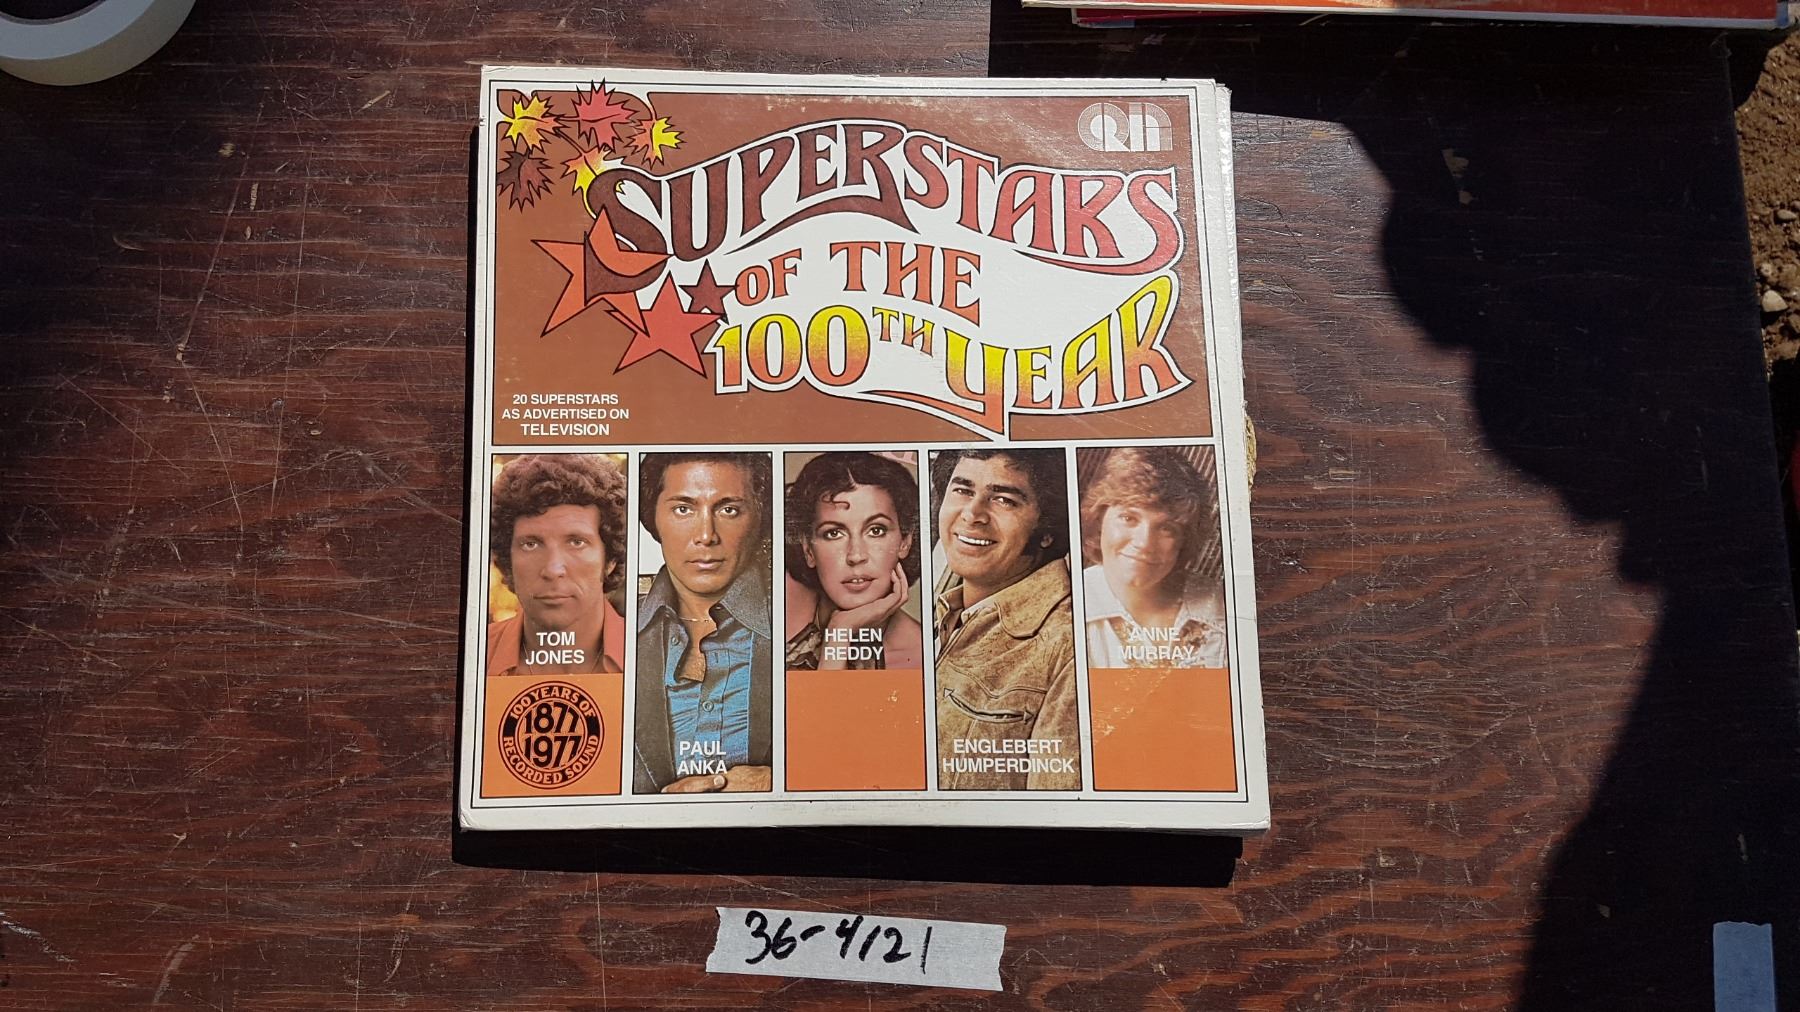 SUPERSTARS
OF THE
100TH YEAR
20 SUPERSTARS
AS ADVERTISED ON
TELEVISION
TOM
JONES
PAUL
ANKA
HELEN
REDDY
ENGLEBERT
HUMPERDINCK
ANNE
MURRAY
100 YEARS OF
1877
1977
RECORDED SOUND
36-4121